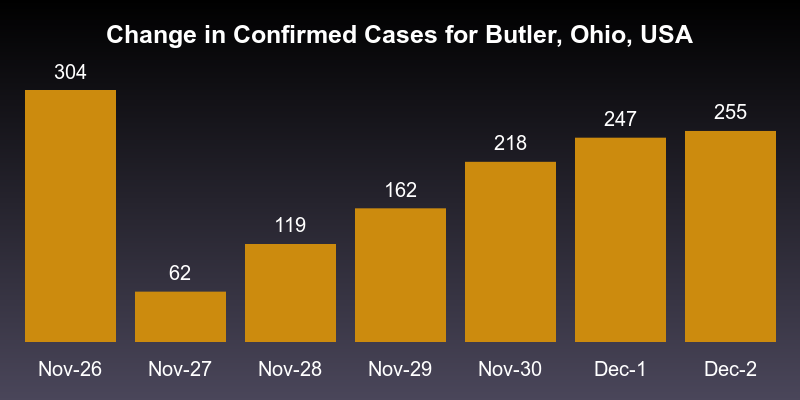 Change in Confirmed Cases for Butler, Ohio, USA
304
62
119
162
218
247
255
Nov-26
Nov-27
Nov-28
Nov-29
Nov-30
Dec-1
Dec-2